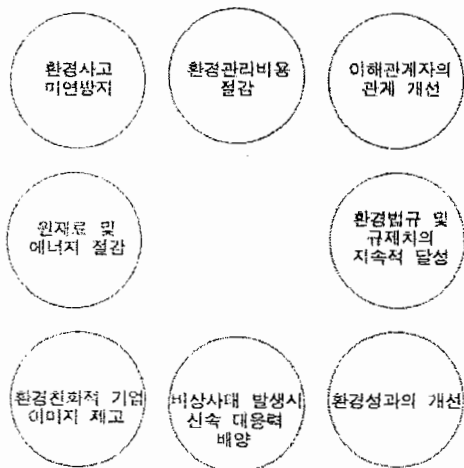 환경사고
미연방지
환경관리비용
절감
이해관계자의
관계 개선
원재료 및
에너지 절감
환경법규 및
규제치의
지속적 달성
환경친화적 기업
이미지 제고
비상사태 발생시
신속 대응력
배양
환경성과의 개선